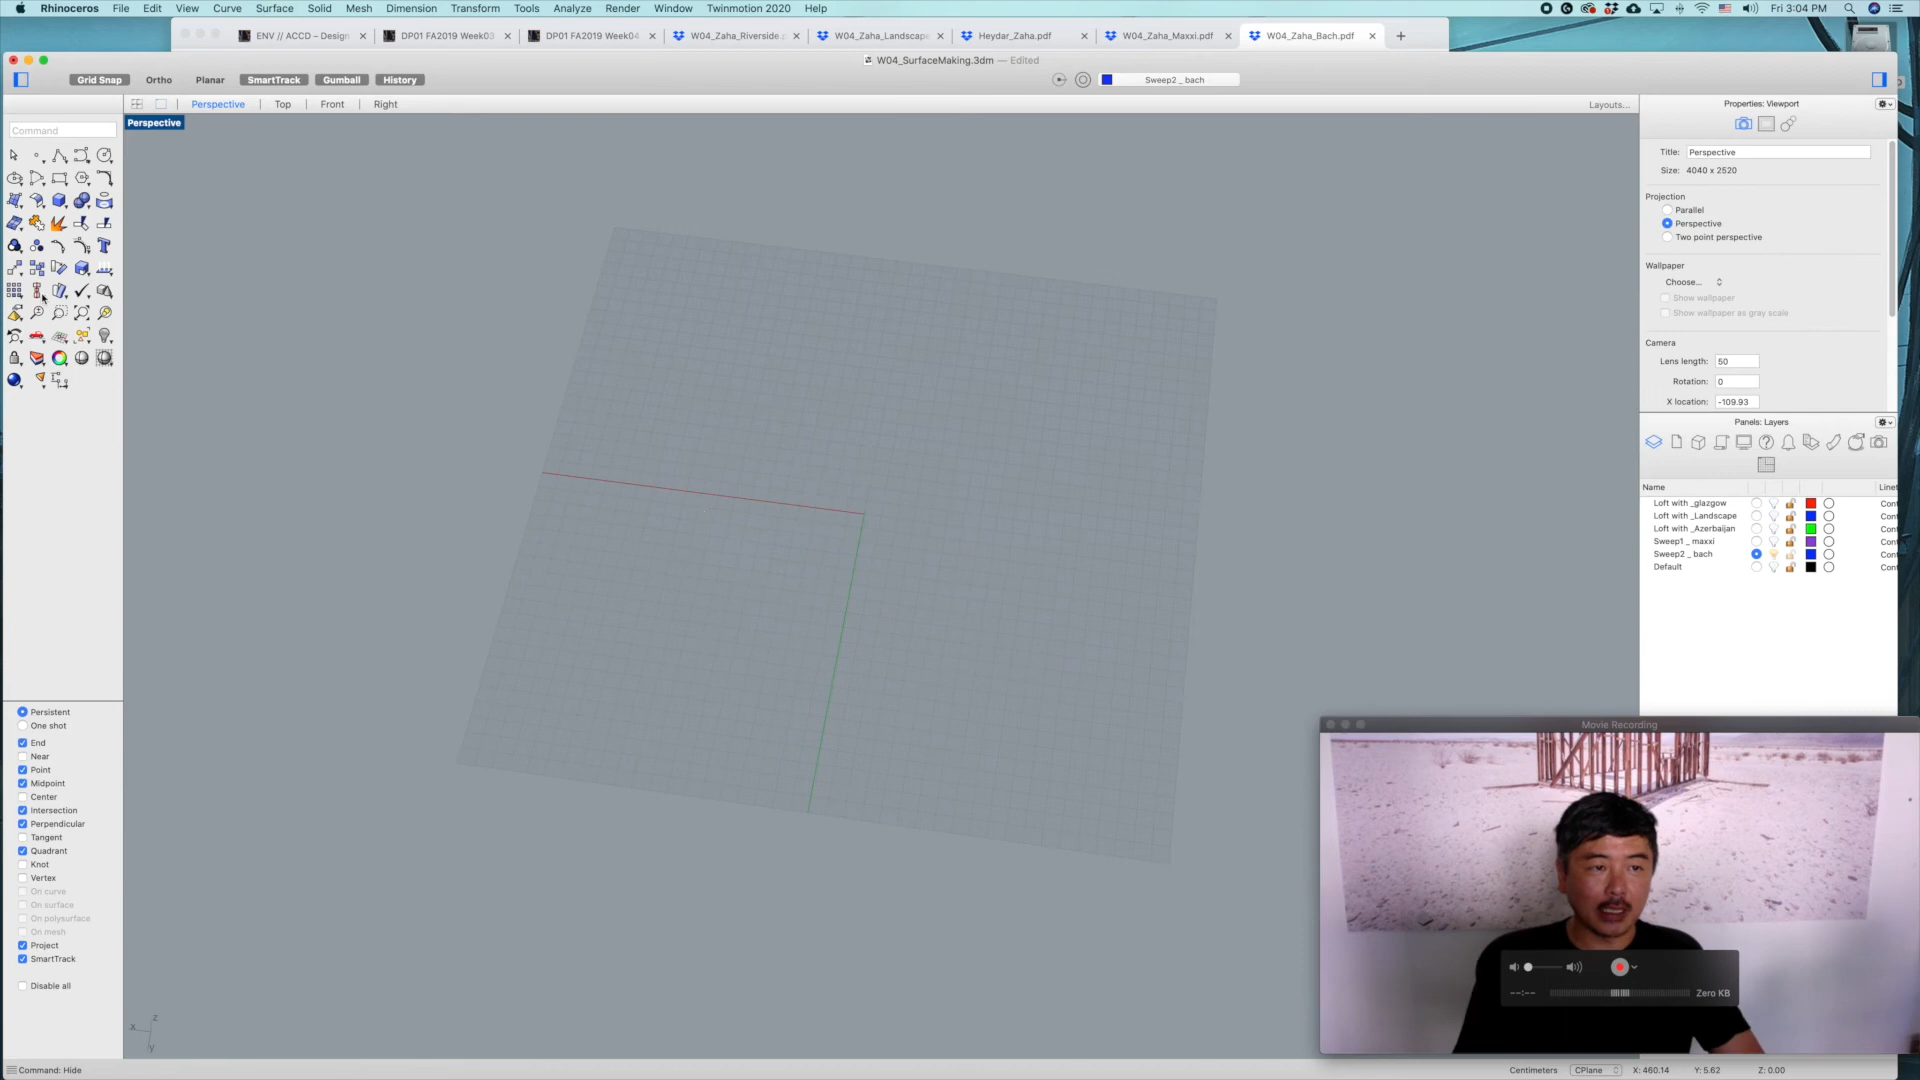 Rhinoceros File Edit View Curve Surface Solid Mesh Dimension Transform Tools Analyze Render Window Twinmotion 2020 Help Fri 3:04 PM
ENV // ACCD – Design DP01 FA2019 Week03 DP01 FA2019 Week04 W04_Zaha_Riverside.p W04_Zaha_Landscape Heydar_Zaha.pdf W04_Zaha_Maxxi.pdf W04_Zaha_Bach.pdf
W04_SurfaceMaking.3dm — Edited
Grid Snap Ortho Planar SmartTrack Gumball History Sweep2 _ bach
Perspective Top Front Right Layouts...
Perspective
Command
Properties: Viewport
Title: Perspective
Size: 4040 x 2520
Projection
Parallel
Perspective
Two point perspective
Wallpaper
Choose...
Show wallpaper
Show wallpaper as gray scale
Camera
Lens length: 50
Rotation: 0
X location: -109.93
Panels: Layers
Name Linet
Loft with _glazgow Cont
Loft with _Landscape Cont
Loft with _Azerbaijan Cont
Sweep1 _ maxxi Cont
Sweep2 _ bach Cont
Default Cont
Persistent
One shot
End
Near
Point
Midpoint
Center
Intersection
Perpendicular
Tangent
Quadrant
Knot
Vertex
On curve
On surface
On polysurface
On mesh
Project
SmartTrack
Disable all
Movie Recording
--:-- Zero KB
x z y
Command: Hide Centimeters CPlane X: 460.14 Y: 5.62 Z: 0.00